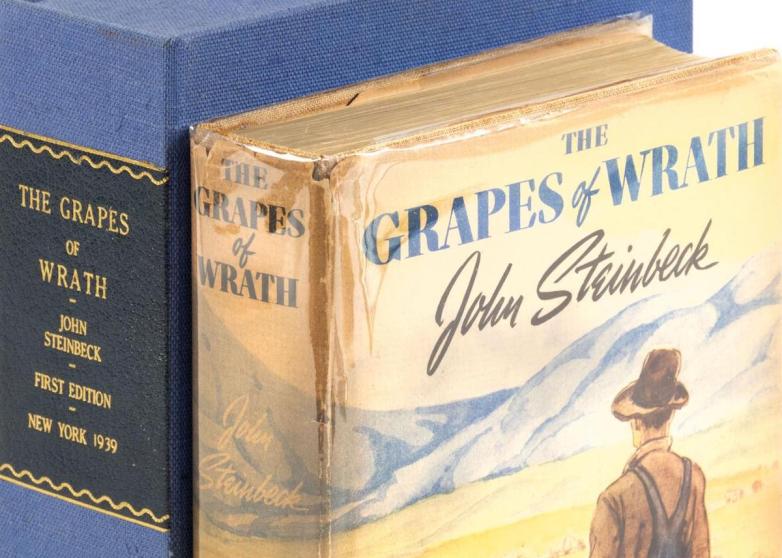 THE GRAPES
OF
WRATH
-
JOHN
STEINBECK
-
FIRST EDITION
-
NEW YORK 1939
THE
GRAPES
of
WRATH
John
Steinbeck
THE
GRAPES of WRATH
John Steinbeck